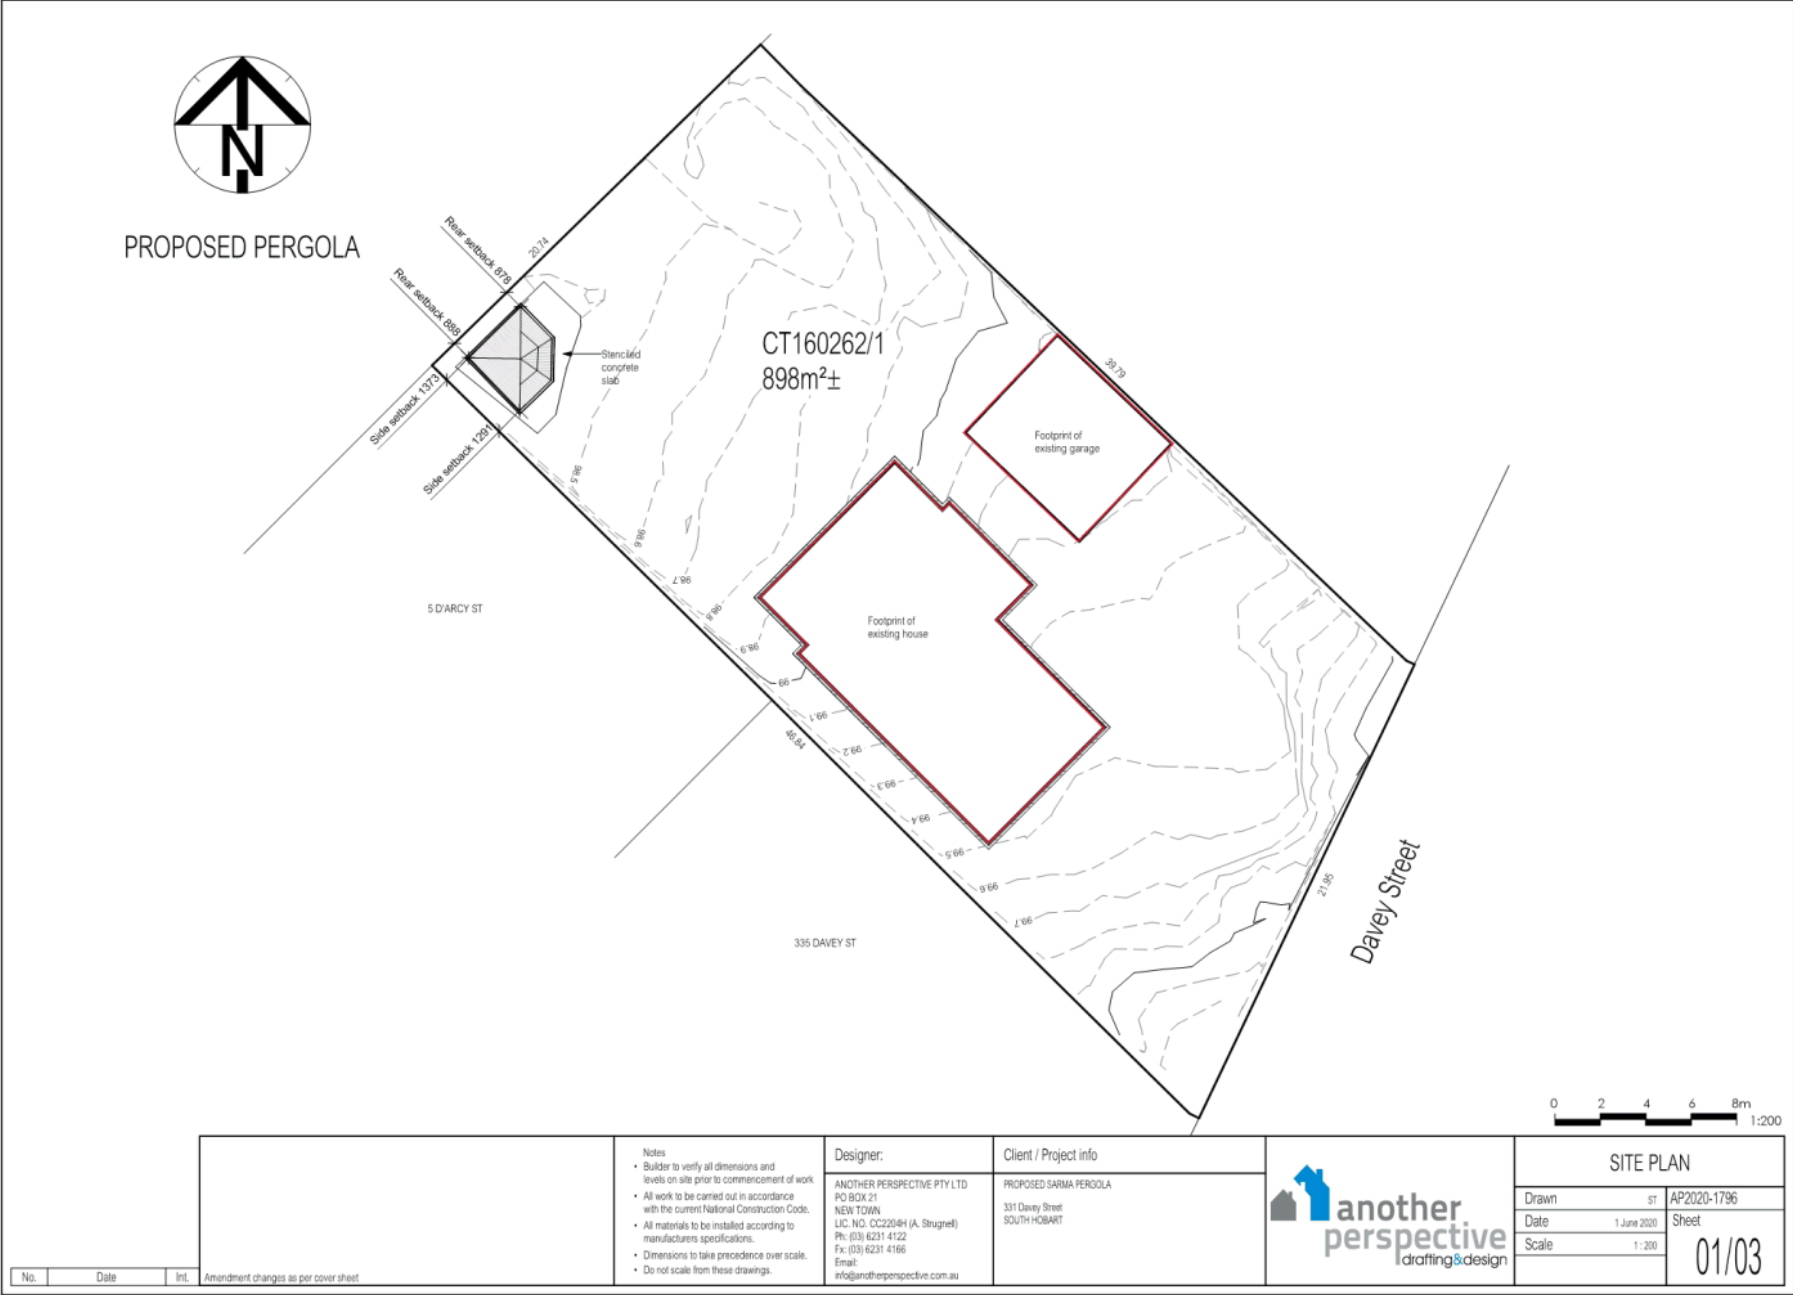 N
PROPOSED PERGOLA
Rear setback 878
20.74
Rear setback 888
Side setback 1373
Side setback 1291
Stenciled
concrete
slab
CT160262/1
898m²±
39.79
Footprint of
existing garage
Footprint of
existing house
98.5
98.6
98.7
98.8
98.9
99
99.1
99.2
99.3
99.4
99.5
99.6
99.7
46.84
5 D'ARCY ST
335 DAVEY ST
21.95
Davey Street
0 2 4 6 8m
1:200
No. Date Int. Amendment changes as per cover sheet
Notes
• Builder to verify all dimensions and
levels on site prior to commencement of work
• All work to be carried out in accordance
with the current National Construction Code.
• All materials to be installed according to
manufacturers specifications.
• Dimensions to take precedence over scale.
• Do not scale from these drawings.
Designer:
ANOTHER PERSPECTIVE PTY LTD
PO BOX 21
NEW TOWN
LIC. NO. CC2204H (A. Strugnell)
Ph: (03) 6231 4122
Fx: (03) 6231 4166
Email:
info@anotherperspective.com.au
Client / Project info
PROPOSED SARMA PERGOLA
331 Davey Street
SOUTH HOBART
another
perspective
drafting&design
SITE PLAN
Drawn ST AP2020-1796
Date 1 June 2020 Sheet
Scale 1 : 200
01/03